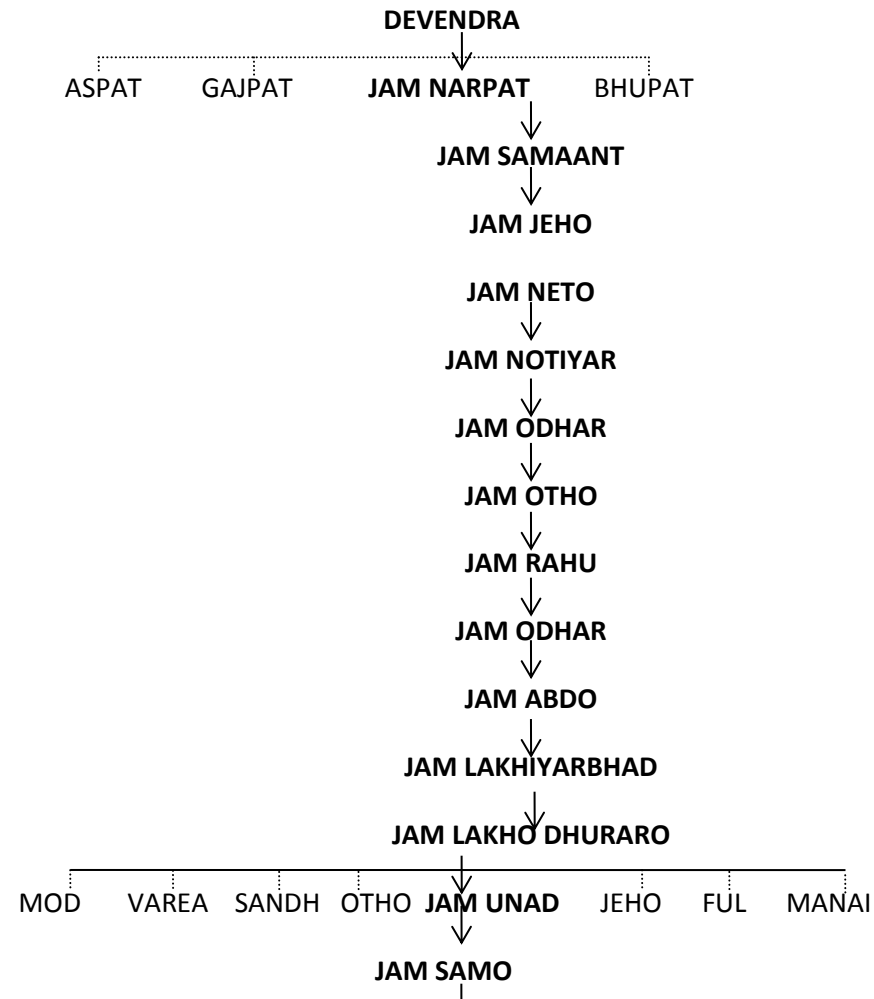 DEVENDRA
ASPAT GAJPAT JAM NARPAT BHUPAT
JAM SAMAANT
JAM JEHO
JAM NETO
JAM NOTIYAR
JAM ODHAR
JAM OTHO
JAM RAHU
JAM ODHAR
JAM ABDO
JAM LAKHIYARBHAD
JAM LAKHO DHURARO
MOD VAREA SANDH OTHO JAM UNAD JEHO FUL MANAI
JAM SAMO